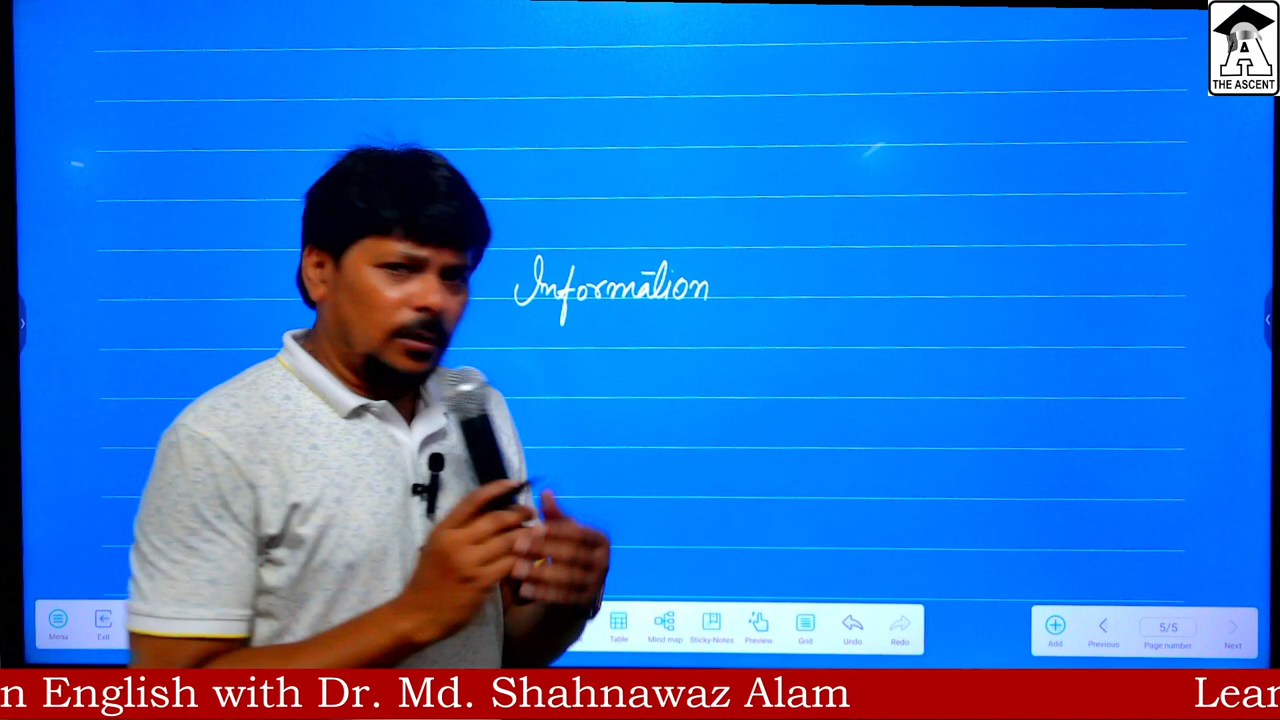 THE ASCENT
Information
Menu
Exit
Table
Mind map
Sticky-Notes
Preview
Grid
Undo
Redo
Add
Previous
5/5
Page number
Next
n English with Dr. Md. Shahnawaz Alam
Lear